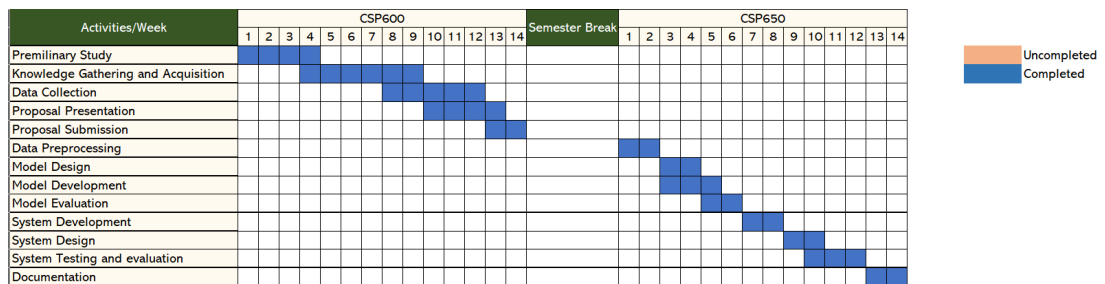 Activities/Week CSP600 Semester Break CSP650
1 2 3 4 5 6 7 8 9 10 11 12 13 14 1 2 3 4 5 6 7 8 9 10 11 12 13 14
Premilinary Study
Uncompleted
Knowledge Gathering and Acquisition
Completed
Data Collection
Proposal Presentation
Proposal Submission
Data Preprocessing
Model Design
Model Development
Model Evaluation
System Development
System Design
System Testing and evaluation
Documentation